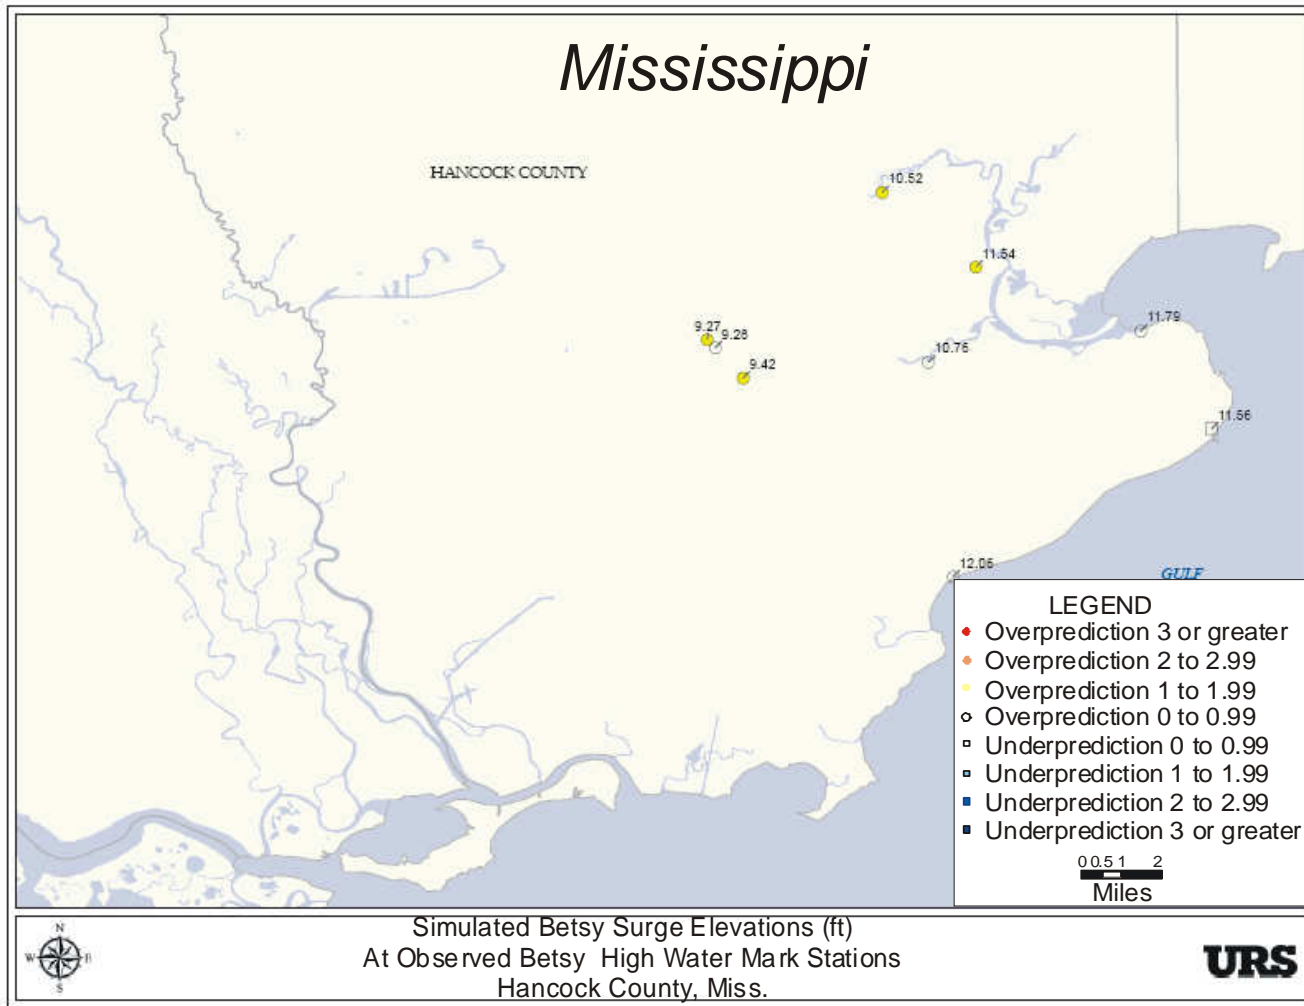 Mississippi
HANCOCK COUNTY
10.52
11.54
11.79
9.27
9.28
10.76
9.42
11.56
12.06
GULF
LEGEND
Overprediction 3 or greater
Overprediction 2 to 2.99
Overprediction 1 to 1.99
Overprediction 0 to 0.99
Underprediction 0 to 0.99
Underprediction 1 to 1.99
Underprediction 2 to 2.99
Underprediction 3 or greater
0 0.5 1 2
Miles
N
W E
S
Simulated Betsy Surge Elevations (ft)
At Observed Betsy High Water Mark Stations
Hancock County, Miss.
URS